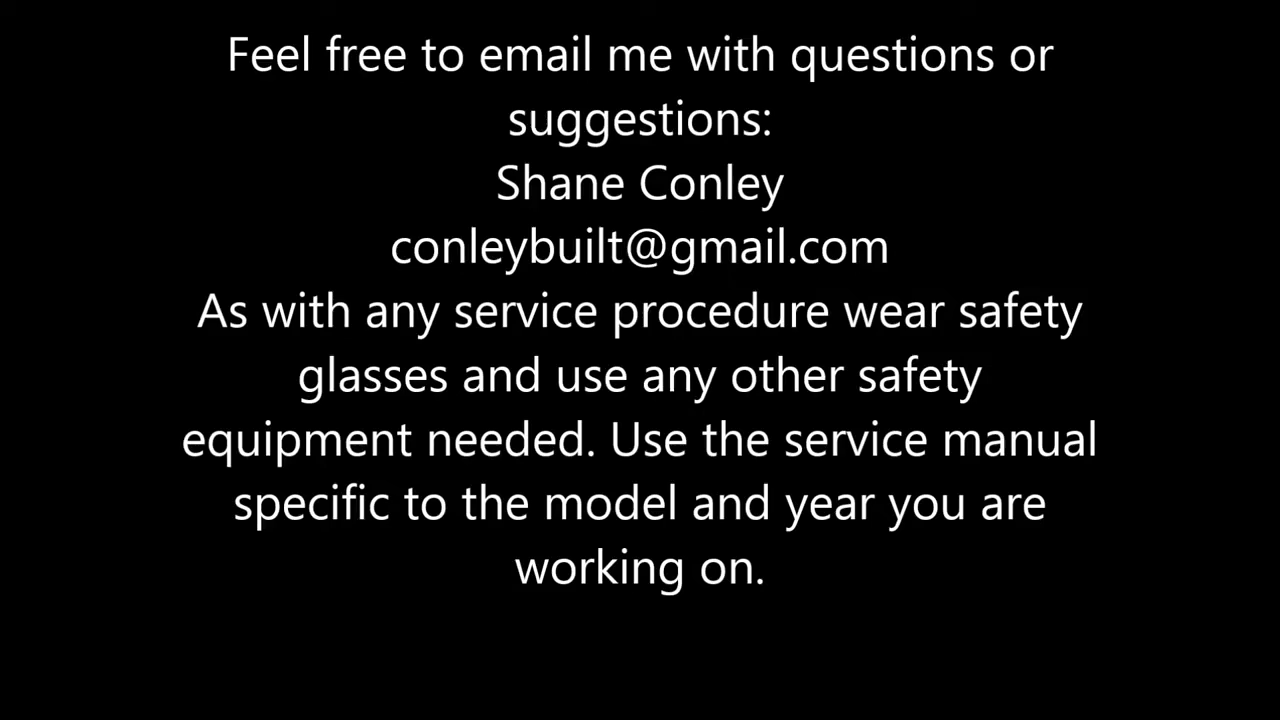 Feel free to email me with questions or
suggestions:
Shane Conley
conleybuilt@gmail.com
As with any service procedure wear safety
glasses and use any other safety
equipment needed. Use the service manual
specific to the model and year you are
working on.